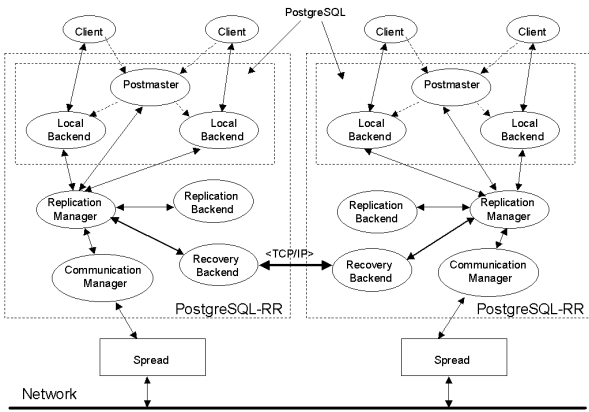 PostgreSQL
Client
Client
Client
Client
Postmaster
Postmaster
Local
Backend
Local
Backend
Local
Backend
Local
Backend
Replication
Manager
Replication
Backend
Replication
Backend
Replication
Manager
Communication
Manager
Recovery
Backend
<TCP/IP>
Recovery
Backend
Communication
Manager
PostgreSQL-RR
PostgreSQL-RR
Spread
Spread
Network